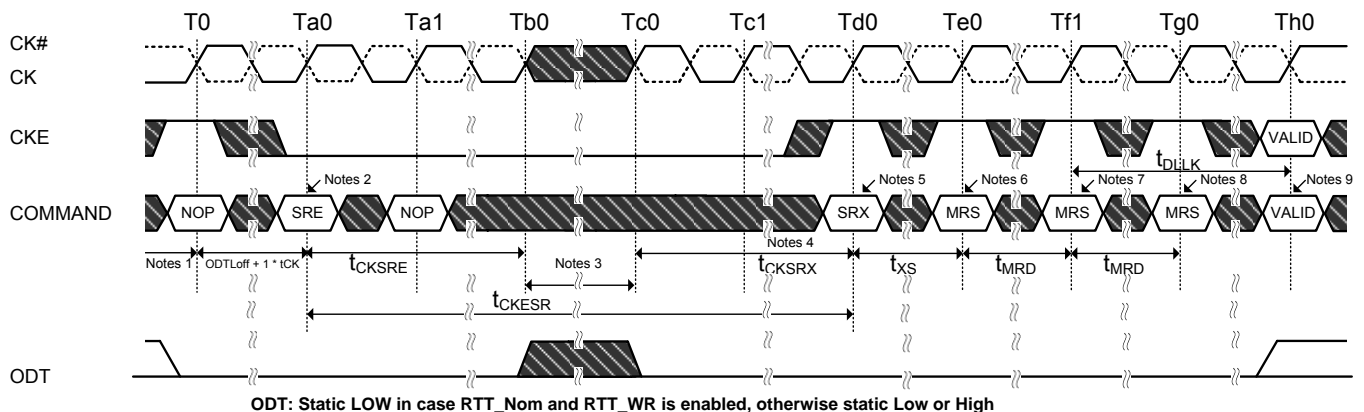 T0 Ta0 Ta1 Tb0 Tc0 Tc1 Td0 Te0 Tf1 Tg0 Th0
CK#
CK
CKE
VALID
tDLLK
Notes 2 Notes 5 Notes 6 Notes 7 Notes 8 Notes 9
COMMAND NOP SRE NOP SRX MRS MRS MRS VALID
Notes 1 ODTLoff + 1 * tCK tCKSRE Notes 3 Notes 4 tCKSRX tXS tMRD tMRD
tCKESR
ODT
ODT: Static LOW in case RTT_Nom and RTT_WR is enabled, otherwise static Low or High